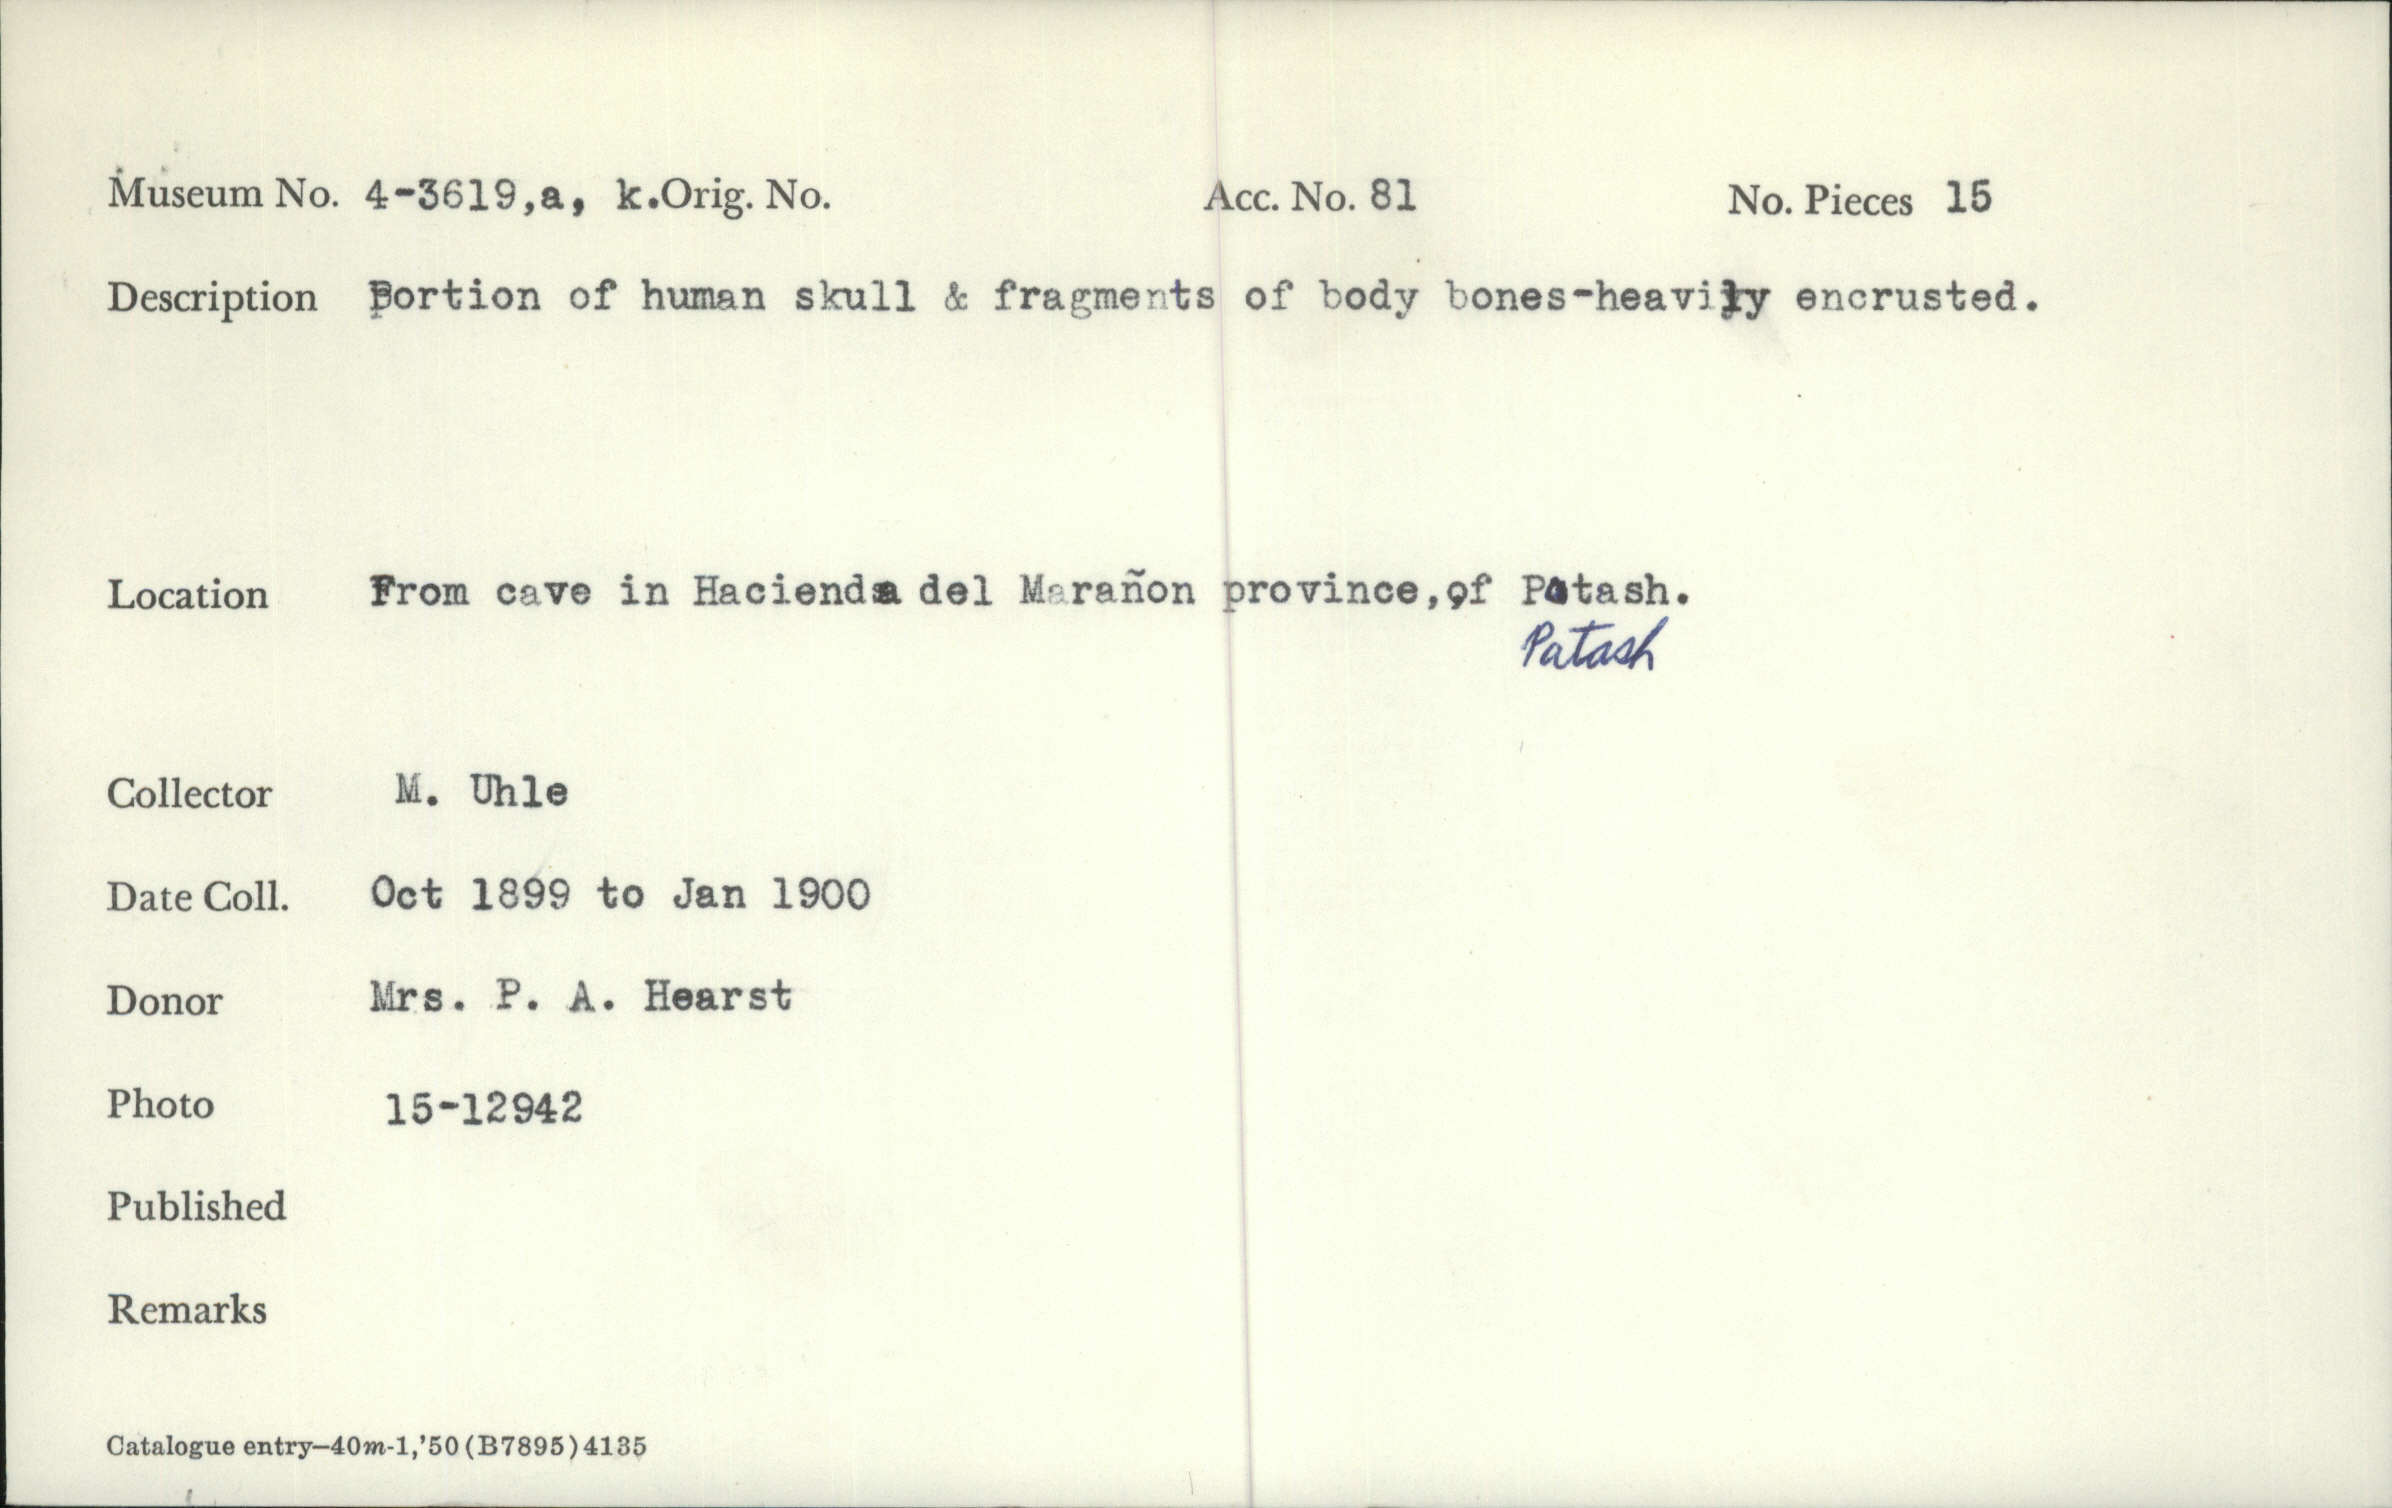 Museum No. 4-3619,a, k. Orig. No. Acc. No. 81 No. Pieces 15
Description Portion of human skull & fragments of body bones-heavily encrusted.
Location From cave in Hacienda del Marañon province, of Patash.
Patash
Collector M. Uhle
Date Coll. Oct 1899 to Jan 1900
Donor Mrs. P. A. Hearst
Photo 15-12942
Published
Remarks
Catalogue entry—40m-1,'50(B7895)4135